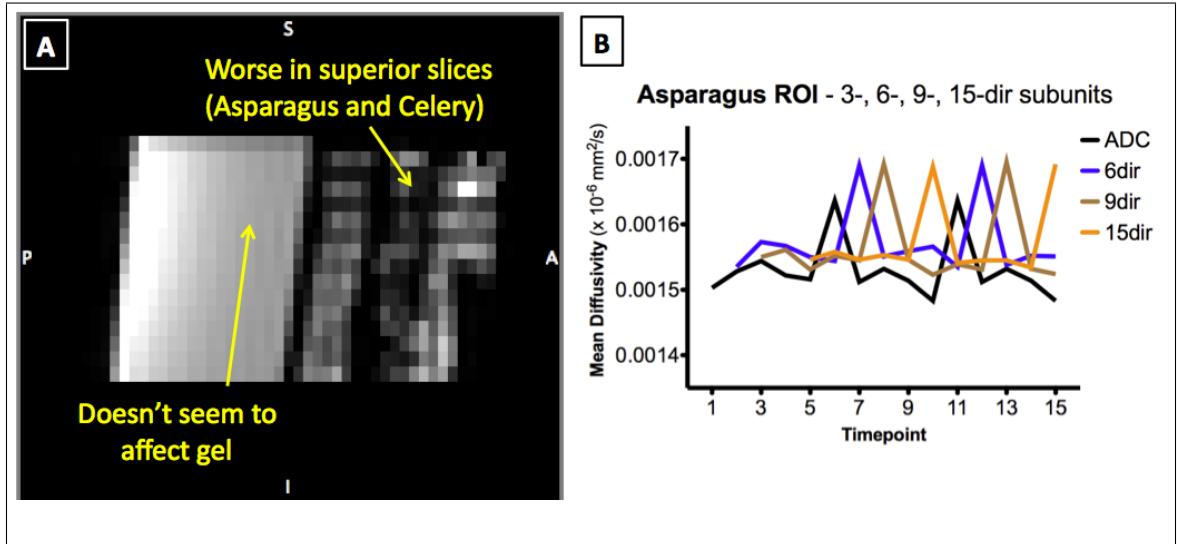 A
S
Worse in superior slices
(Asparagus and Celery)
P
A
Doesn't seem to
affect gel
I
B
Asparagus ROI - 3-, 6-, 9-, 15-dir subunits
Mean Diffusivity (x 10⁻⁶ mm²/s)
0.0017
0.0016
0.0015
0.0014
1 3 5 7 9 11 13 15
Timepoint
ADC
6dir
9dir
15dir